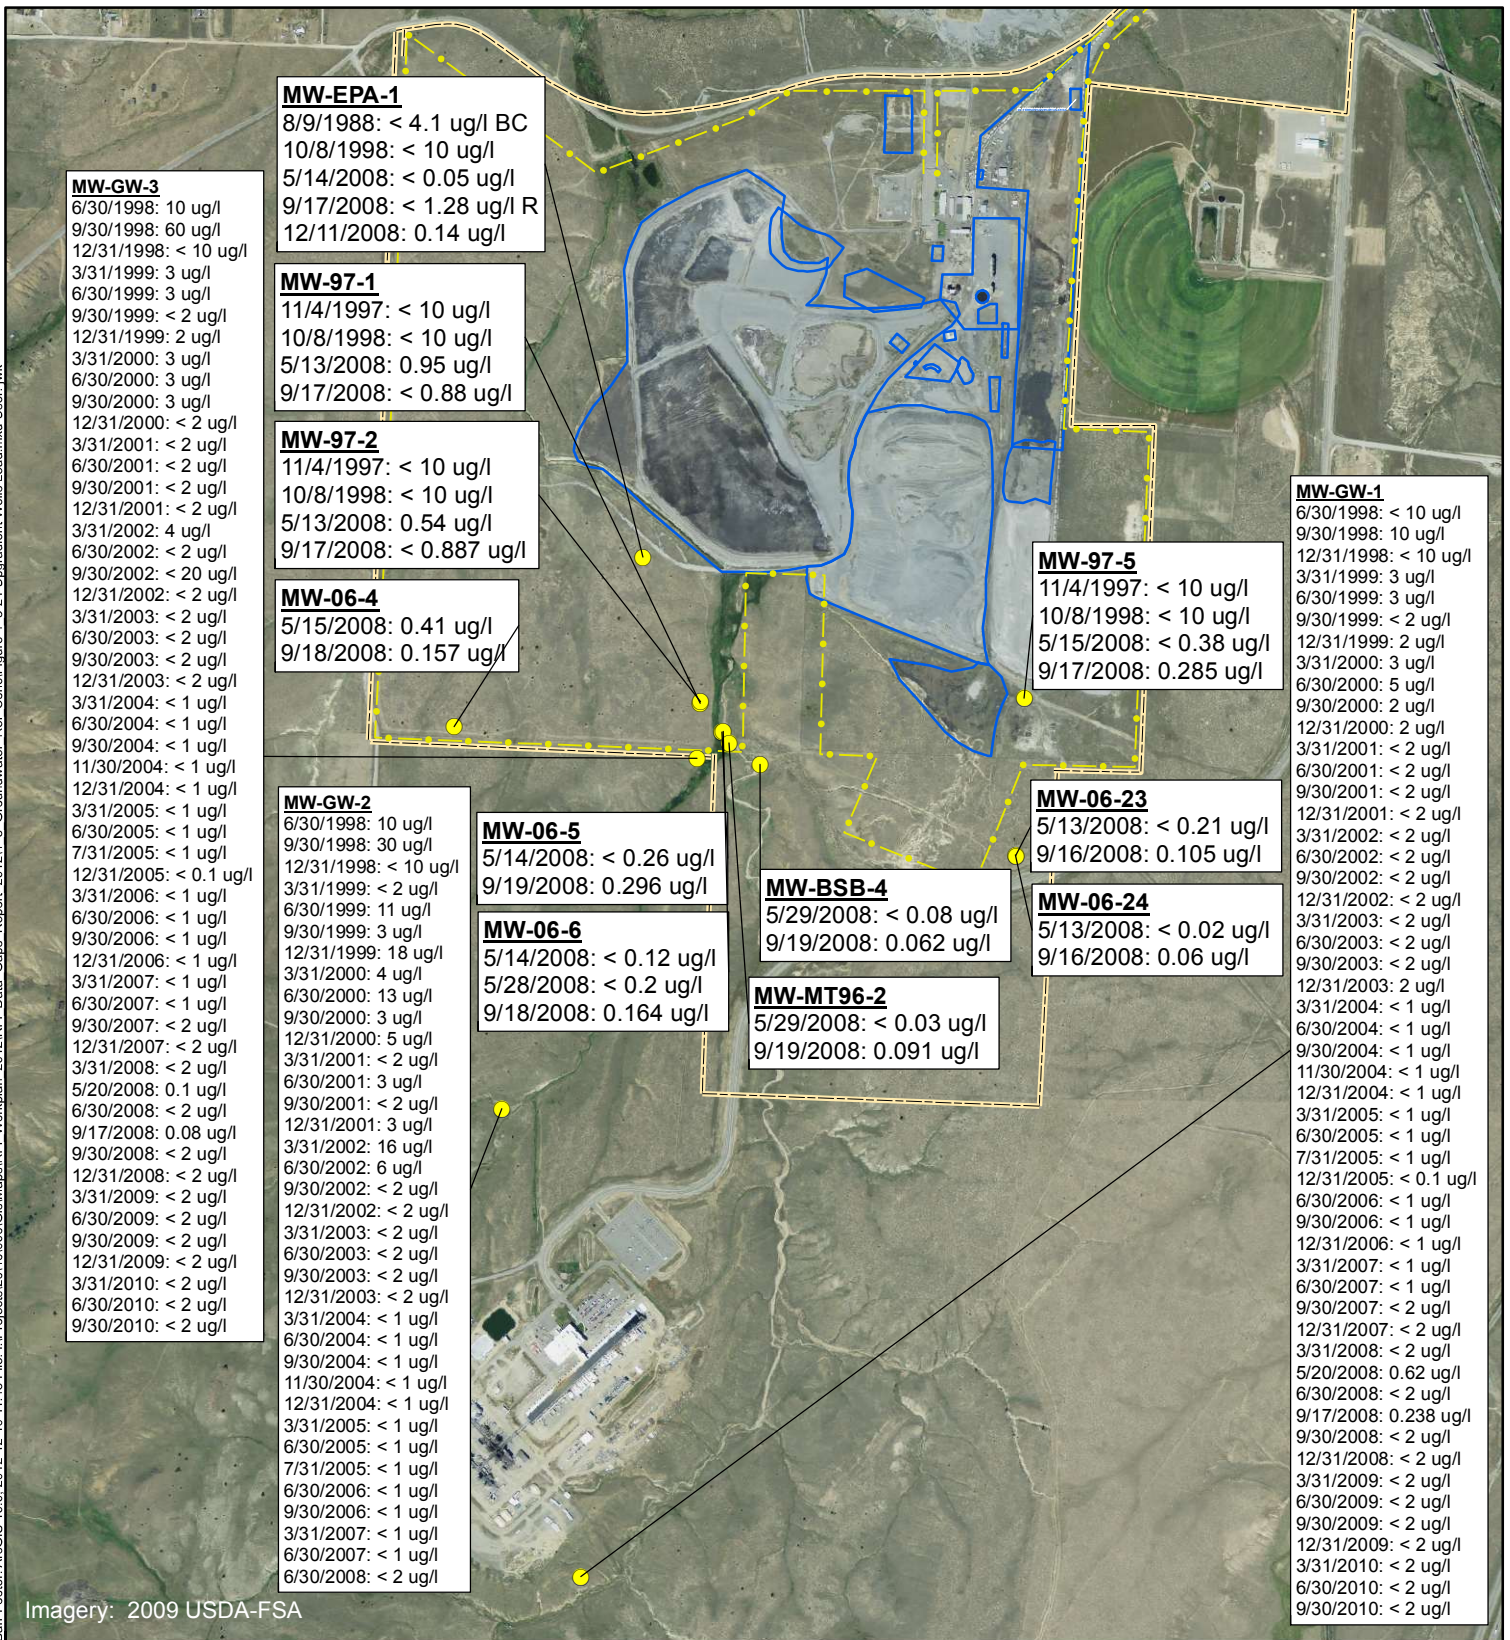 MW-EPA-1
8/9/1988: < 4.1 ug/l BC
10/8/1998: < 10 ug/l
5/14/2008: < 0.05 ug/l
9/17/2008: < 1.28 ug/l R
12/11/2008: 0.14 ug/l
MW-97-1
11/4/1997: < 10 ug/l
10/8/1998: < 10 ug/l
5/13/2008: 0.95 ug/l
9/17/2008: < 0.88 ug/l
MW-97-2
11/4/1997: < 10 ug/l
10/8/1998: < 10 ug/l
5/13/2008: 0.54 ug/l
9/17/2008: < 0.887 ug/l
MW-06-4
5/15/2008: 0.41 ug/l
9/18/2008: 0.157 ug/l
MW-GW-3
6/30/1998: 10 ug/l
9/30/1998: 60 ug/l
12/31/1998: < 10 ug/l
3/31/1999: 3 ug/l
6/30/1999: 3 ug/l
9/30/1999: < 2 ug/l
12/31/1999: 2 ug/l
3/31/2000: 3 ug/l
6/30/2000: 3 ug/l
9/30/2000: 3 ug/l
12/31/2000: < 2 ug/l
3/31/2001: < 2 ug/l
6/30/2001: < 2 ug/l
9/30/2001: < 2 ug/l
12/31/2001: < 2 ug/l
3/31/2002: 4 ug/l
6/30/2002: < 2 ug/l
9/30/2002: < 20 ug/l
12/31/2002: < 2 ug/l
3/31/2003: < 2 ug/l
6/30/2003: < 2 ug/l
9/30/2003: < 2 ug/l
12/31/2003: < 2 ug/l
3/31/2004: < 1 ug/l
6/30/2004: < 1 ug/l
9/30/2004: < 1 ug/l
11/30/2004: < 1 ug/l
12/31/2004: < 1 ug/l
3/31/2005: < 1 ug/l
6/30/2005: < 1 ug/l
7/31/2005: < 1 ug/l
12/31/2005: < 0.1 ug/l
3/31/2006: < 1 ug/l
6/30/2006: < 1 ug/l
9/30/2006: < 1 ug/l
12/31/2006: < 1 ug/l
3/31/2007: < 1 ug/l
6/30/2007: < 1 ug/l
9/30/2007: < 2 ug/l
12/31/2007: < 2 ug/l
3/31/2008: < 2 ug/l
5/20/2008: 0.1 ug/l
6/30/2008: < 2 ug/l
9/17/2008: 0.08 ug/l
9/30/2008: < 2 ug/l
12/31/2008: < 2 ug/l
3/31/2009: < 2 ug/l
6/30/2009: < 2 ug/l
9/30/2009: < 2 ug/l
12/31/2009: < 2 ug/l
3/31/2010: < 2 ug/l
6/30/2010: < 2 ug/l
9/30/2010: < 2 ug/l
MW-GW-2
6/30/1998: 10 ug/l
9/30/1998: 30 ug/l
12/31/1998: < 10 ug/l
3/31/1999: < 2 ug/l
6/30/1999: 11 ug/l
9/30/1999: 3 ug/l
12/31/1999: 18 ug/l
3/31/2000: 4 ug/l
6/30/2000: 13 ug/l
9/30/2000: 3 ug/l
12/31/2000: 5 ug/l
3/31/2001: < 2 ug/l
6/30/2001: 3 ug/l
9/30/2001: < 2 ug/l
12/31/2001: 3 ug/l
3/31/2002: 16 ug/l
6/30/2002: 6 ug/l
9/30/2002: < 2 ug/l
12/31/2002: < 2 ug/l
3/31/2003: < 2 ug/l
6/30/2003: < 2 ug/l
9/30/2003: < 2 ug/l
12/31/2003: < 2 ug/l
3/31/2004: < 1 ug/l
6/30/2004: < 1 ug/l
9/30/2004: < 1 ug/l
11/30/2004: < 1 ug/l
12/31/2004: < 1 ug/l
3/31/2005: < 1 ug/l
6/30/2005: < 1 ug/l
7/31/2005: < 1 ug/l
6/30/2006: < 1 ug/l
9/30/2006: < 1 ug/l
3/31/2007: < 1 ug/l
6/30/2007: < 1 ug/l
6/30/2008: < 2 ug/l
MW-06-5
5/14/2008: < 0.26 ug/l
9/19/2008: 0.296 ug/l
MW-06-6
5/14/2008: < 0.12 ug/l
5/28/2008: < 0.2 ug/l
9/18/2008: 0.164 ug/l
MW-BSB-4
5/29/2008: < 0.08 ug/l
9/19/2008: 0.062 ug/l
MW-MT96-2
5/29/2008: < 0.03 ug/l
9/19/2008: 0.091 ug/l
MW-97-5
11/4/1997: < 10 ug/l
10/8/1998: < 10 ug/l
5/15/2008: < 0.38 ug/l
9/17/2008: 0.285 ug/l
MW-06-23
5/13/2008: < 0.21 ug/l
9/16/2008: 0.105 ug/l
MW-06-24
5/13/2008: < 0.02 ug/l
9/16/2008: 0.06 ug/l
MW-GW-1
6/30/1998: < 10 ug/l
9/30/1998: 10 ug/l
12/31/1998: < 10 ug/l
3/31/1999: 3 ug/l
6/30/1999: 3 ug/l
9/30/1999: < 2 ug/l
12/31/1999: 2 ug/l
3/31/2000: 3 ug/l
6/30/2000: 5 ug/l
9/30/2000: 2 ug/l
12/31/2000: 2 ug/l
3/31/2001: < 2 ug/l
6/30/2001: < 2 ug/l
9/30/2001: < 2 ug/l
12/31/2001: < 2 ug/l
3/31/2002: < 2 ug/l
6/30/2002: < 2 ug/l
9/30/2002: < 2 ug/l
12/31/2002: < 2 ug/l
3/31/2003: < 2 ug/l
6/30/2003: < 2 ug/l
9/30/2003: < 2 ug/l
12/31/2003: 2 ug/l
3/31/2004: < 1 ug/l
6/30/2004: < 1 ug/l
9/30/2004: < 1 ug/l
11/30/2004: < 1 ug/l
12/31/2004: < 1 ug/l
3/31/2005: < 1 ug/l
6/30/2005: < 1 ug/l
7/31/2005: < 1 ug/l
12/31/2005: < 0.1 ug/l
6/30/2006: < 1 ug/l
9/30/2006: < 1 ug/l
12/31/2006: < 1 ug/l
3/31/2007: < 1 ug/l
6/30/2007: < 1 ug/l
9/30/2007: < 2 ug/l
12/31/2007: < 2 ug/l
3/31/2008: < 2 ug/l
5/20/2008: 0.62 ug/l
6/30/2008: < 2 ug/l
9/17/2008: 0.238 ug/l
9/30/2008: < 2 ug/l
12/31/2008: < 2 ug/l
3/31/2009: < 2 ug/l
6/30/2009: < 2 ug/l
9/30/2009: < 2 ug/l
12/31/2009: < 2 ug/l
3/31/2010: < 2 ug/l
6/30/2010: < 2 ug/l
9/30/2010: < 2 ug/l
Imagery: 2009 USDA-FSA